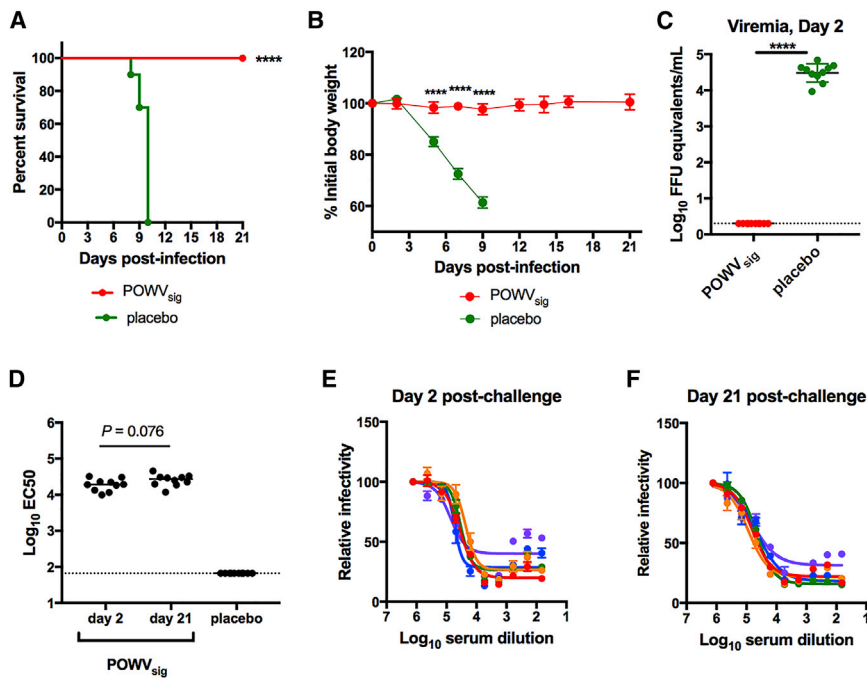 A
Percent survival
100
80
60
40
20
0
****
0 3 6 9 12 15 18 21
Days post-infection
POWVsig
placebo
B
% Initial body weight
120
100
80
60
**** **** ****
0 3 6 9 12 15 18 21
Days post-infection
POWVsig
placebo
C
Viremia, Day 2
****
Log10 FFU equivalents/mL
5
4
3
2
1
0
POWVsig
placebo
D
Log10 EC50
6
5
4
3
2
1
P = 0.076
day 2 day 21 placebo
POWVsig
E
Day 2 post-challenge
Relative infectivity
150
100
50
0
7 6 5 4 3 2 1
Log10 serum dilution
F
Day 21 post-challenge
Relative infectivity
150
100
50
0
7 6 5 4 3 2 1
Log10 serum dilution